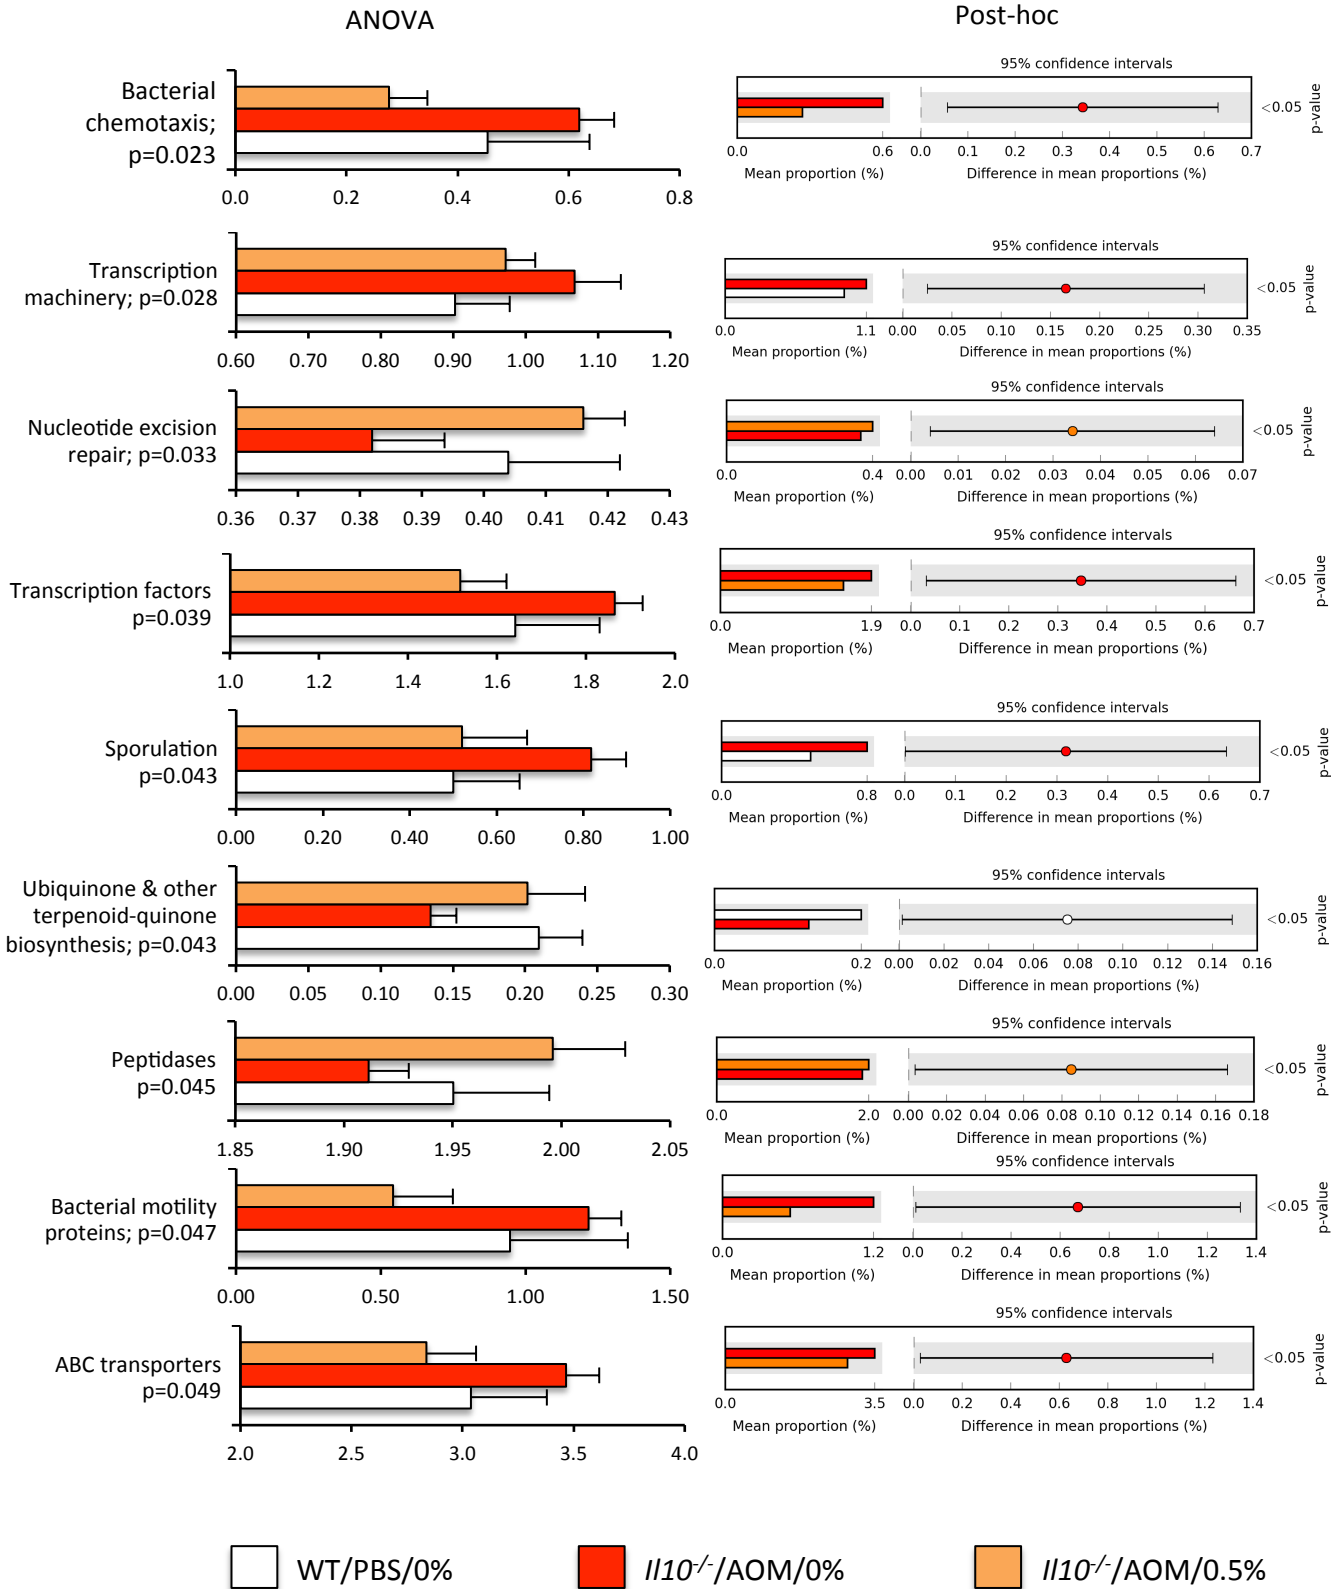 ANOVA
Post-hoc
Bacterial
chemotaxis;
p=0.023
0.0 0.2 0.4 0.6 0.8
95% confidence intervals
<0.05
p-value
0.0 0.6 0.0 0.1 0.2 0.3 0.4 0.5 0.6 0.7
Mean proportion (%) Difference in mean proportions (%)
Transcription
machinery; p=0.028
0.60 0.70 0.80 0.90 1.00 1.10 1.20
95% confidence intervals
<0.05
p-value
0.0 1.1 0.00 0.05 0.10 0.15 0.20 0.25 0.30 0.35
Mean proportion (%) Difference in mean proportions (%)
Nucleotide excision
repair; p=0.033
0.36 0.37 0.38 0.39 0.40 0.41 0.42 0.43
95% confidence intervals
<0.05
p-value
0.0 0.4 0.00 0.01 0.02 0.03 0.04 0.05 0.06 0.07
Mean proportion (%) Difference in mean proportions (%)
Transcription factors
p=0.039
1.0 1.2 1.4 1.6 1.8 2.0
95% confidence intervals
<0.05
p-value
0.0 1.9 0.0 0.1 0.2 0.3 0.4 0.5 0.6 0.7
Mean proportion (%) Difference in mean proportions (%)
Sporulation
p=0.043
0.00 0.20 0.40 0.60 0.80 1.00
95% confidence intervals
<0.05
p-value
0.0 0.8 0.0 0.1 0.2 0.3 0.4 0.5 0.6 0.7
Mean proportion (%) Difference in mean proportions (%)
Ubiquinone & other
terpenoid-quinone
biosynthesis; p=0.043
0.00 0.05 0.10 0.15 0.20 0.25 0.30
95% confidence intervals
<0.05
p-value
0.0 0.2 0.00 0.02 0.04 0.06 0.08 0.10 0.12 0.14 0.16
Mean proportion (%) Difference in mean proportions (%)
Peptidases
p=0.045
1.85 1.90 1.95 2.00 2.05
95% confidence intervals
<0.05
p-value
0.0 2.0 0.00 0.02 0.04 0.06 0.08 0.10 0.12 0.14 0.16 0.18
Mean proportion (%) Difference in mean proportions (%)
Bacterial motility
proteins; p=0.047
0.00 0.50 1.00 1.50
95% confidence intervals
<0.05
p-value
0.0 1.2 0.0 0.2 0.4 0.6 0.8 1.0 1.2 1.4
Mean proportion (%) Difference in mean proportions (%)
ABC transporters
p=0.049
2.0 2.5 3.0 3.5 4.0
95% confidence intervals
<0.05
p-value
0.0 3.5 0.0 0.2 0.4 0.6 0.8 1.0 1.2 1.4
Mean proportion (%) Difference in mean proportions (%)
WT/PBS/0% Il10-/-/AOM/0% Il10-/-/AOM/0.5%